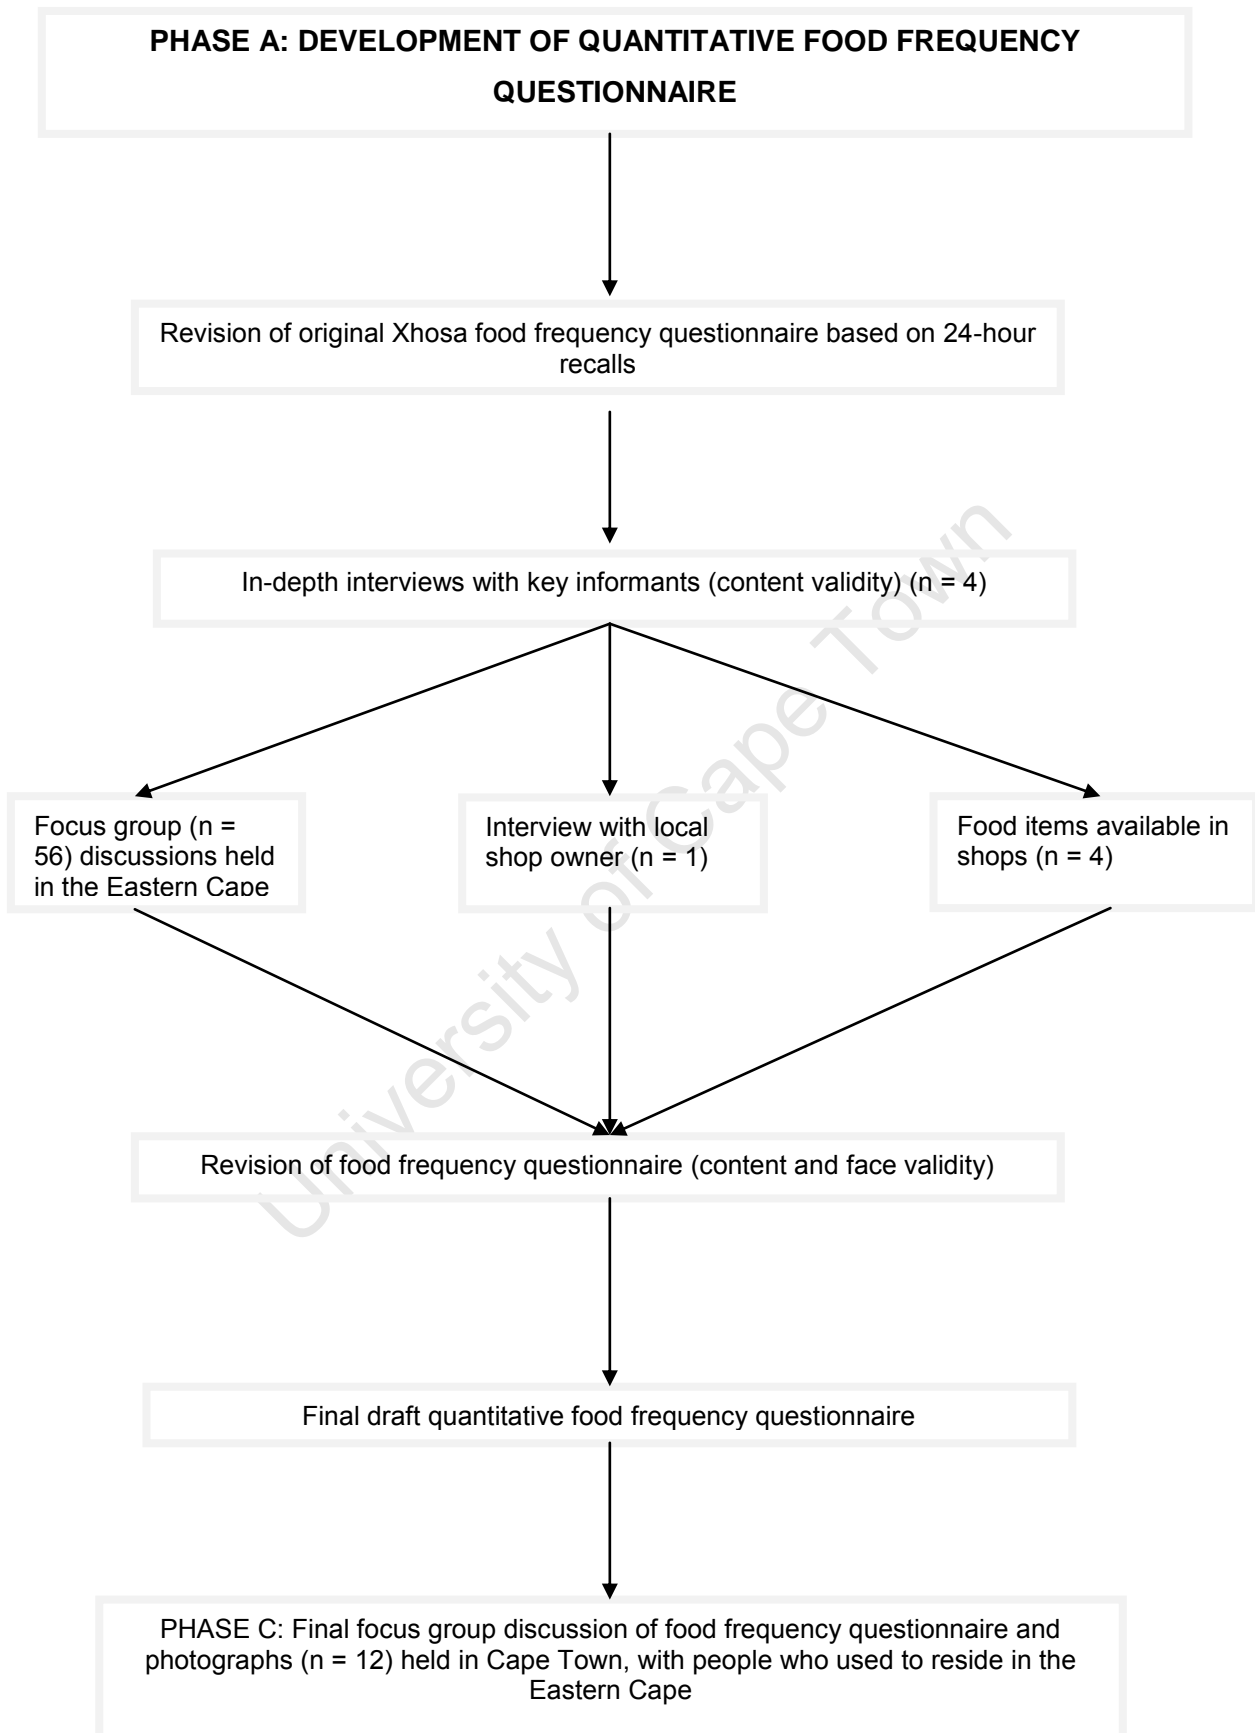 PHASE A: DEVELOPMENT OF QUANTITATIVE FOOD FREQUENCY
QUESTIONNAIRE
Revision of original Xhosa food frequency questionnaire based on 24-hour
recalls
In-depth interviews with key informants (content validity) (n = 4)
Focus group (n =
56) discussions held
in the Eastern Cape
Interview with local
shop owner (n = 1)
Food items available in
shops (n = 4)
Revision of food frequency questionnaire (content and face validity)
Final draft quantitative food frequency questionnaire
PHASE C: Final focus group discussion of food frequency questionnaire and
photographs (n = 12) held in Cape Town, with people who used to reside in the
Eastern Cape
University of Cape Town